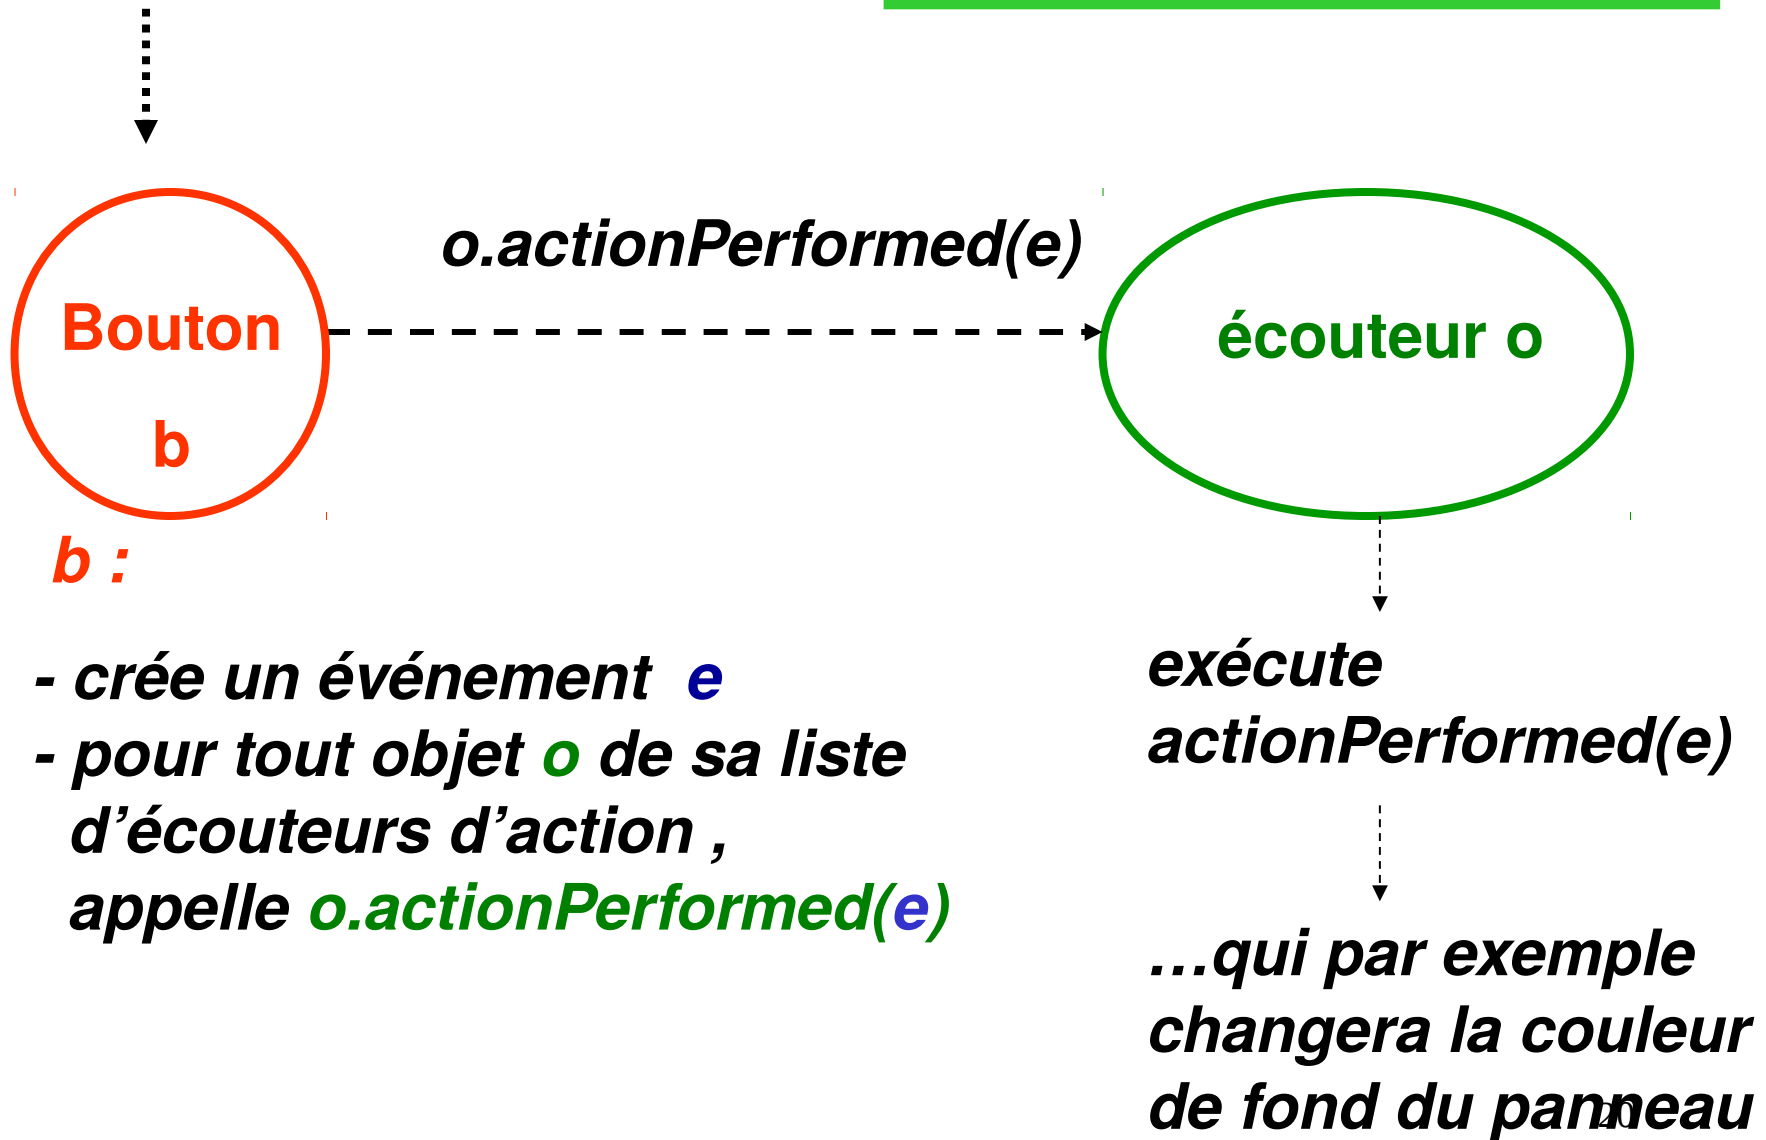 o.actionPerformed(e)
Bouton
b
écouteur o
b :
- crée un événement e
- pour tout objet o de sa liste
d’écouteurs d’action ,
appelle o.actionPerformed(e)
exécute
actionPerformed(e)
…qui par exemple
changera la couleur
de fond du panneau
20